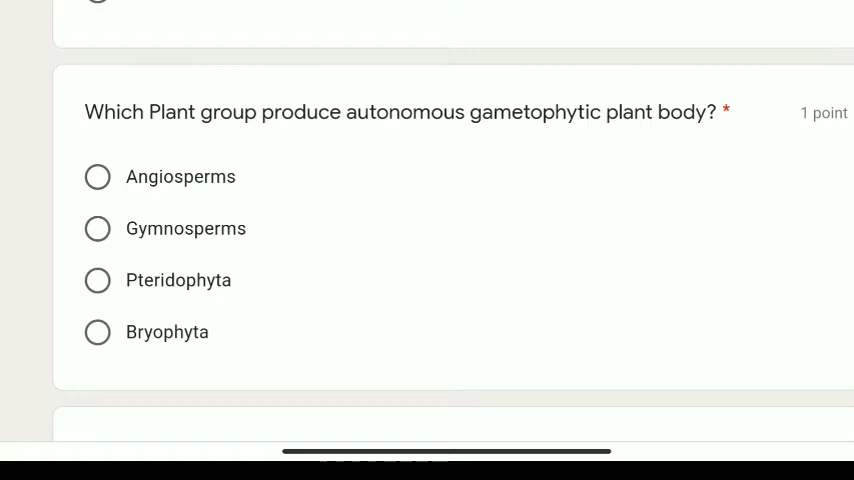 Which Plant group produce autonomous gametophytic plant body? *
1 point
Angiosperms
Gymnosperms
Pteridophyta
Bryophyta